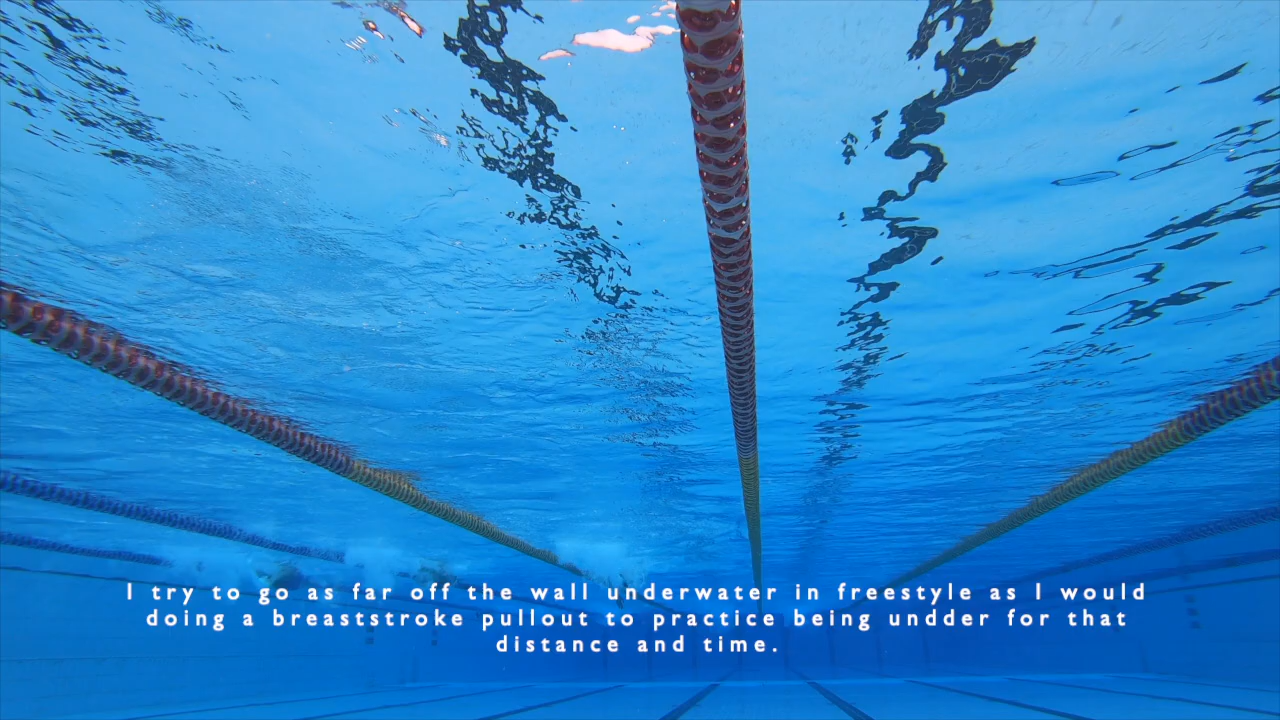 I try to go as far off the wall underwater in freestyle as I would
doing a breaststroke pullout to practice being undder for that
distance and time.